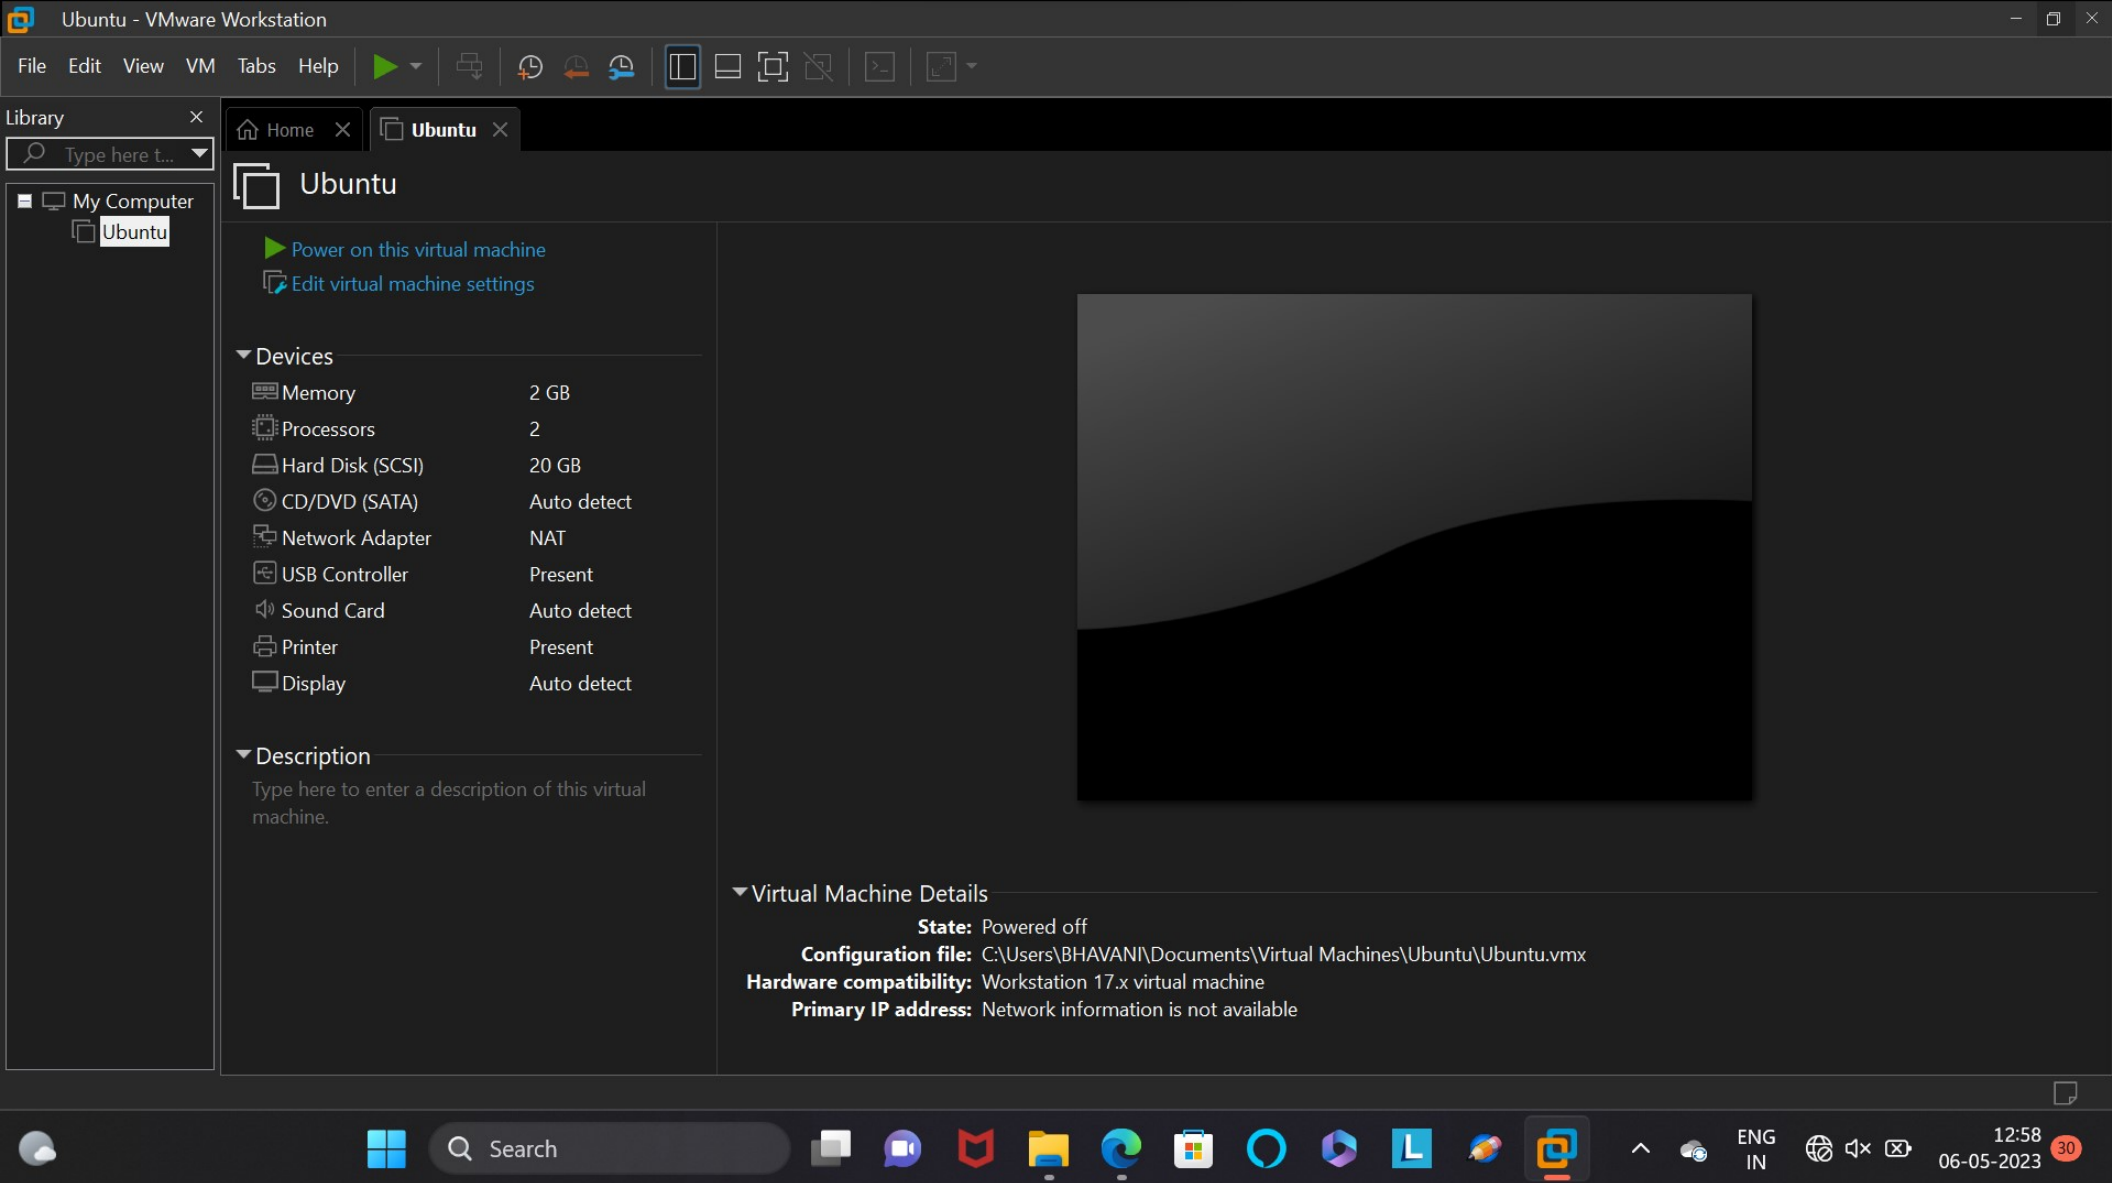 Ubuntu - VMware Workstation
File Edit View VM Tabs Help
Library
Type here t...
My Computer
Ubuntu
Home
Ubuntu
Ubuntu
Power on this virtual machine
Edit virtual machine settings
Devices
Memory 2 GB
Processors 2
Hard Disk (SCSI) 20 GB
CD/DVD (SATA) Auto detect
Network Adapter NAT
USB Controller Present
Sound Card Auto detect
Printer Present
Display Auto detect
Description
Type here to enter a description of this virtual
machine.
Virtual Machine Details
State: Powered off
Configuration file: C:\Users\BHAVANI\Documents\Virtual Machines\Ubuntu\Ubuntu.vmx
Hardware compatibility: Workstation 17.x virtual machine
Primary IP address: Network information is not available
Search
L
ENG
IN
12:58
06-05-2023
30